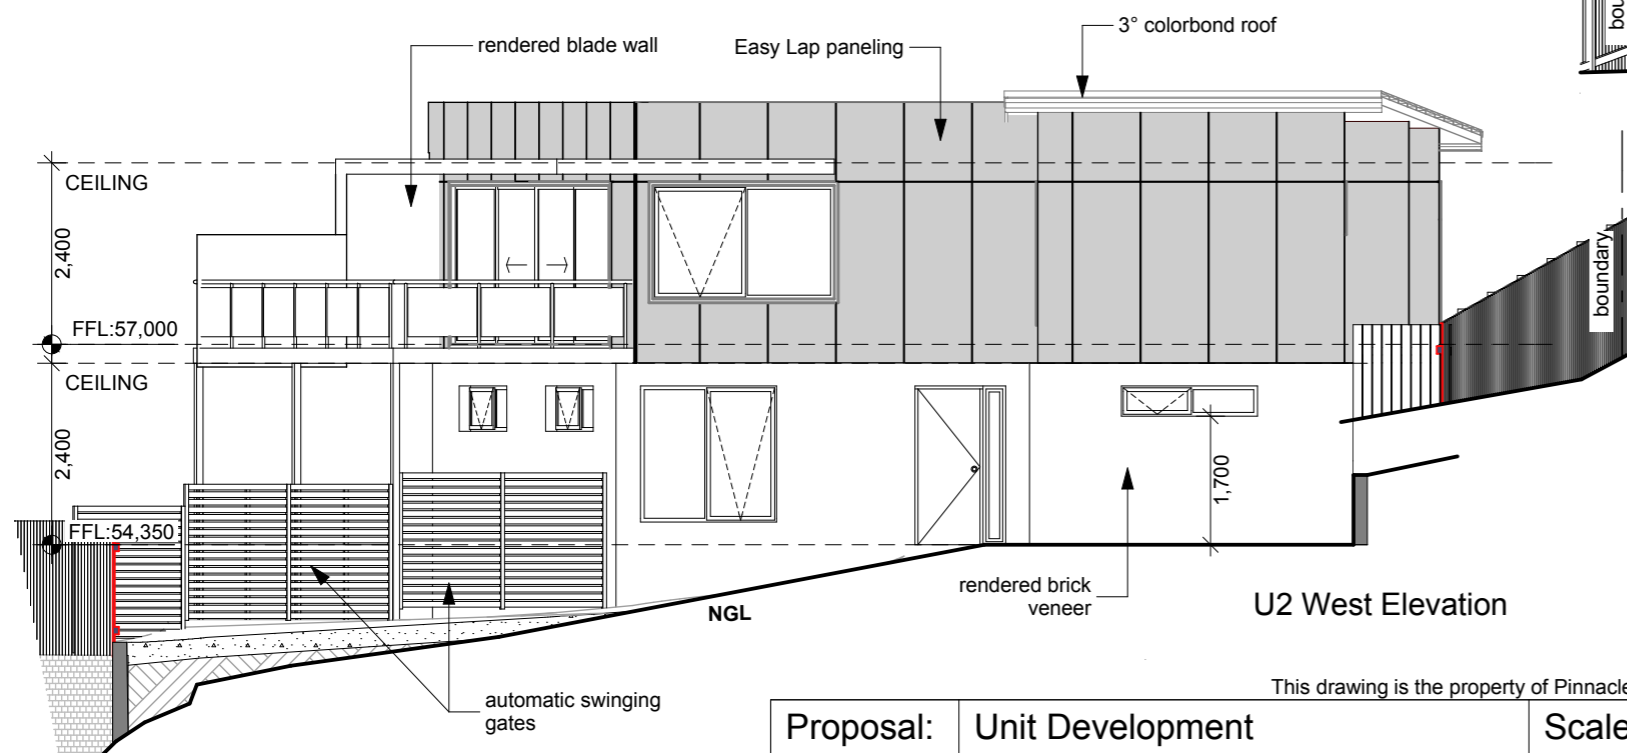 3° colorbond roof
rendered blade wall
Easy Lap paneling
CEILING
2,400
FFL:57,000
CEILING
2,400
FFL:54,350
1,700
boundary
NGL
rendered brick
veneer
U2 West Elevation
automatic swinging
gates
This drawing is the property of Pinnacle
Proposal: Unit Development Scale